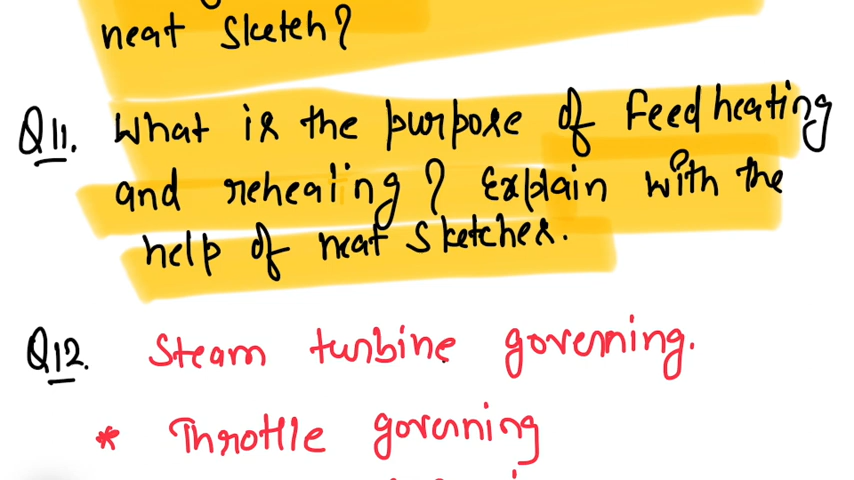 neat Sketch?
Q11. What is the purpose of Feed heating
and reheating? Explain with the
help of neat sketches.
Q12. Steam turbine governing.
* Throttle governing